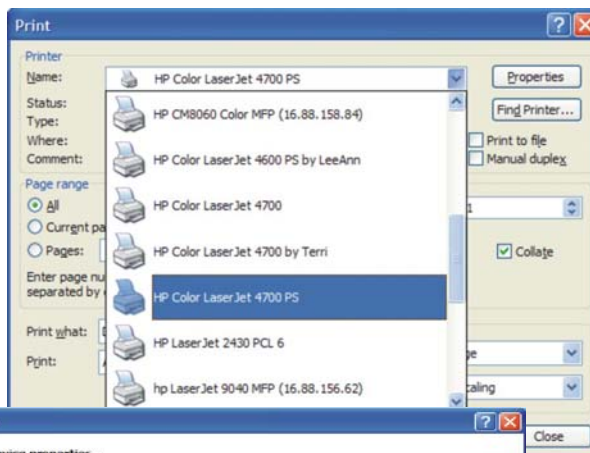 Print
Printer
Name: HP Color LaserJet 4700 PS Properties
Status: HP CM8060 Color MFP (16.88.158.84) Find Printer...
Type:
Where: HP Color LaserJet 4600 PS by LeeAnn Print to file
Comment: Manual duplex
Page range
All HP Color LaserJet 4700 1
Current pa
Pages: HP Color LaserJet 4700 by Terri Collate
Enter page nu
separated by HP Color LaserJet 4700 PS
Print what: HP LaserJet 2430 PCL 6
Print: hp LaserJet 9040 MFP (16.88.156.62) caling
Close